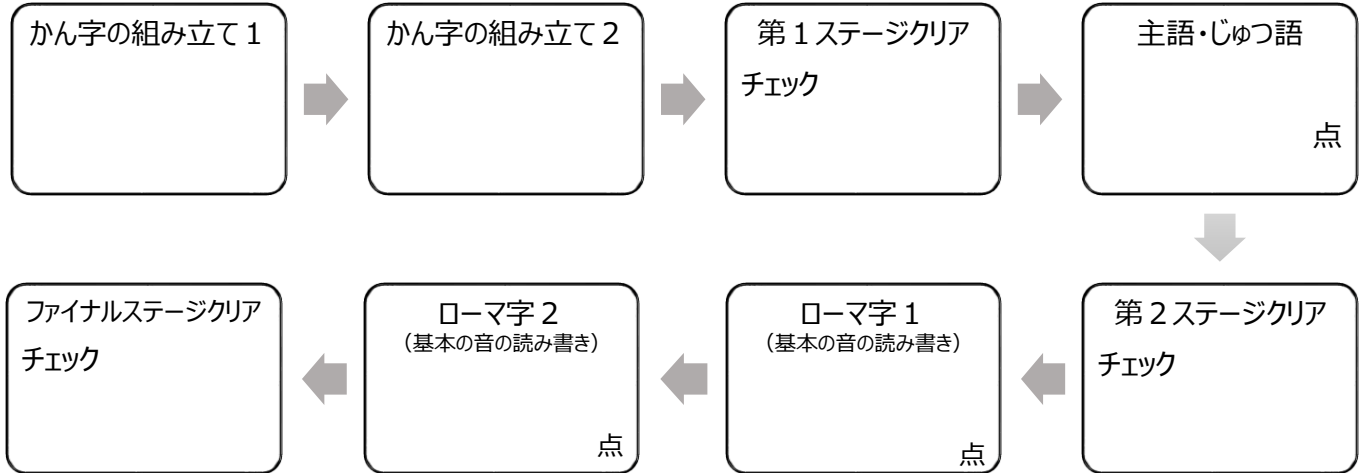 かん字の組み立て１
かん字の組み立て２
第１ステージクリア
チェック
主語・じゅつ語
点
第２ステージクリア
チェック
ローマ字１
（基本の音の読み書き）
点
ローマ字２
（基本の音の読み書き）
点
ファイナルステージクリア
チェック